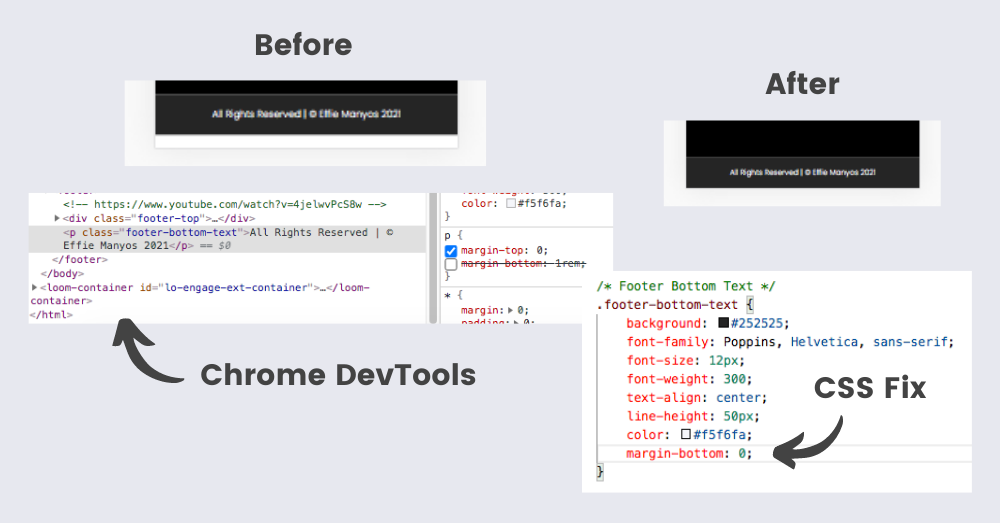 Before
After
All Rights Reserved | © Effie Manyos 2021
All Rights Reserved | © Effie Manyos 2021
<!-- https://www.youtube.com/watch?v=4jelwvPcS8w -->
▶<div class="footer-top">…</div>
<p class="footer-bottom-text">All Rights Reserved | ©
Effie Manyos 2021</p> == $0
</footer>
</body>
▶<loom-container id="lo-engage-ext-container">…</loom-
container>
</html>
color: #f5f6fa;
}
p {
margin-top: 0;
margin-bottom: 1rem;
}
* {
margin:▶ 0;
padding:▶ 0;
/* Footer Bottom Text */
.footer-bottom-text {
background: #252525;
font-family: Poppins, Helvetica, sans-serif;
font-size: 12px;
font-weight: 300;
text-align: center;
line-height: 50px;
color: #f5f6fa;
margin-bottom: 0;
}
Chrome DevTools
CSS Fix